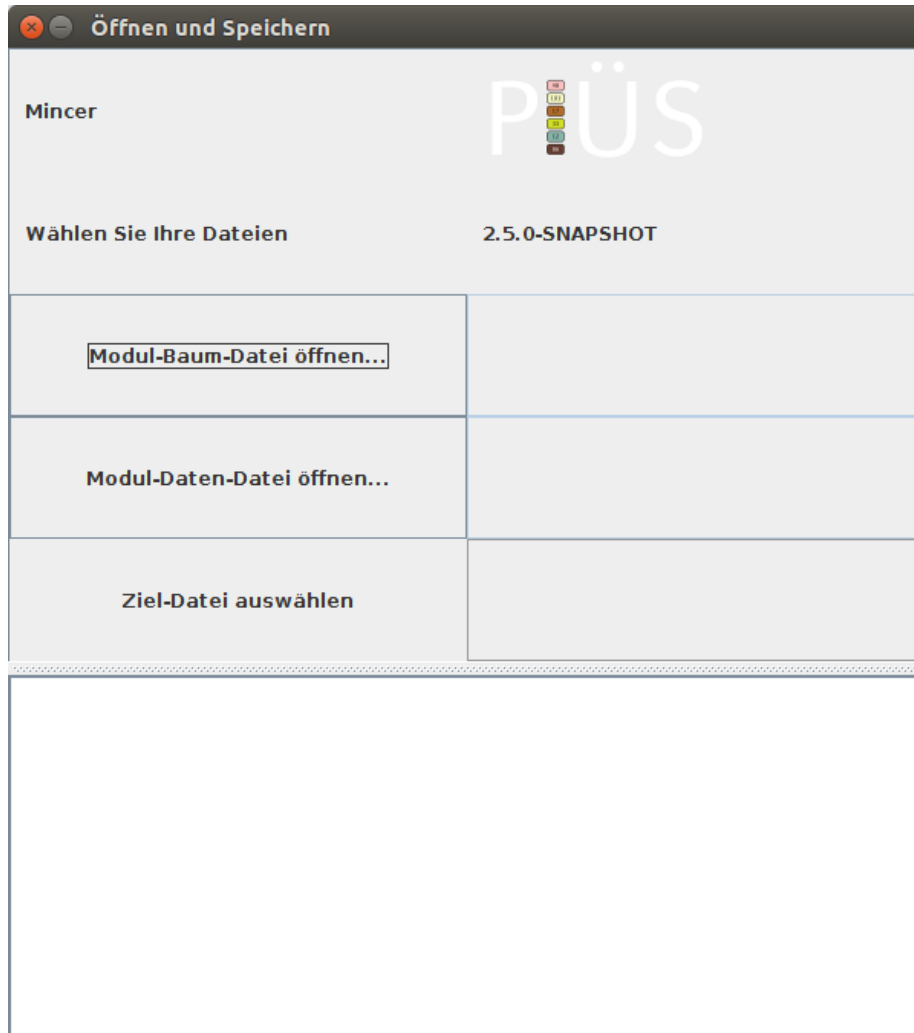 Öffnen und Speichern
Mincer
PlÜS
Wählen Sie Ihre Dateien
2.5.0-SNAPSHOT
Modul-Baum-Datei öffnen...
Modul-Daten-Datei öffnen...
Ziel-Datei auswählen